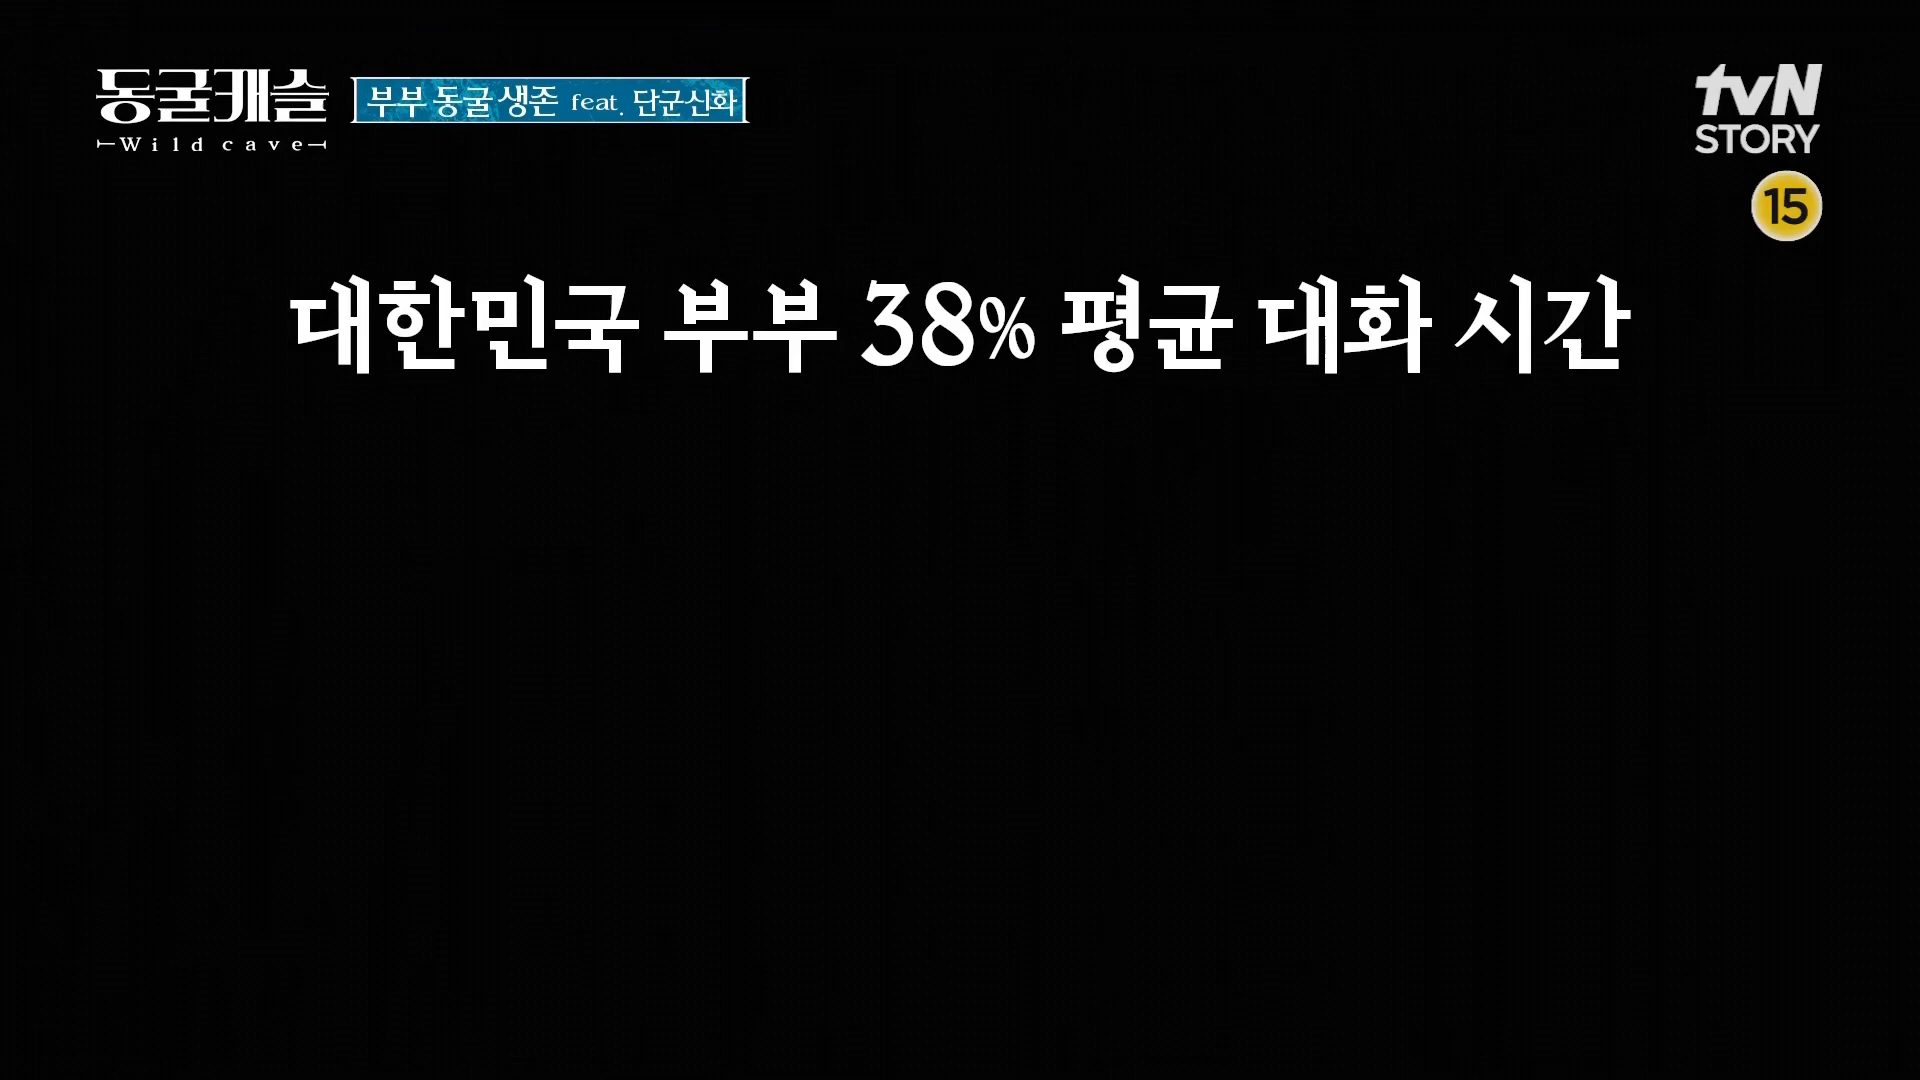 동굴캐슬
Wild cave
부부 동굴 생존 feat. 단군신화
tvN
STORY
15
대한민국 부부 38% 평균 대화 시간